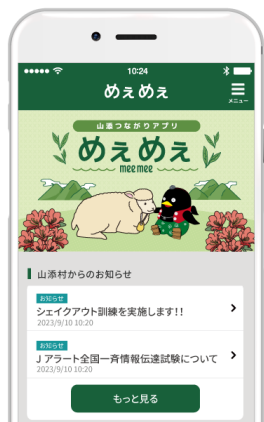 10:24
めぇめぇ
メニュー
山添つながりアプリ
めぇめぇ
meemee
山添村からのお知らせ
お知らせ
シェイクアウト訓練を実施します!!
2023/9/10 10:20
お知らせ
Jアラート全国一斉情報伝達試験について
2023/9/10 10:20
もっと見る